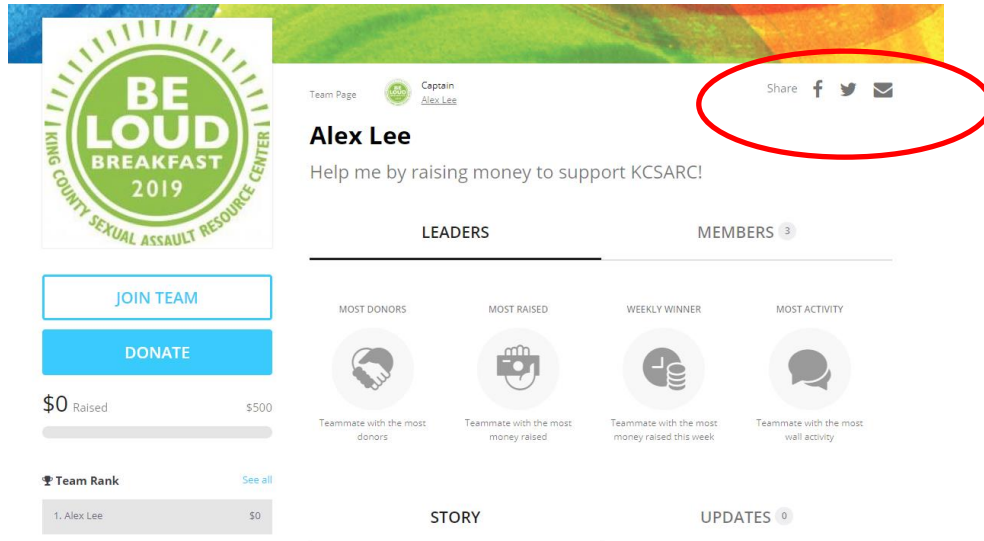 BE
LOUD
BREAKFAST
2019
KING COUNTY SEXUAL ASSAULT RESOURCE CENTER
Team Page
Captain
Alex Lee
Share
Alex Lee
Help me by raising money to support KCSARC!
LEADERS
MEMBERS 3
JOIN TEAM
DONATE
$0 Raised
$500
MOST DONORS
MOST RAISED
WEEKLY WINNER
MOST ACTIVITY
Teammate with the most
donors
Teammate with the most
money raised
Teammate with the most
money raised this week
Teammate with the most
wall activity
Team Rank
See all
1. Alex Lee
$0
STORY
UPDATES 0